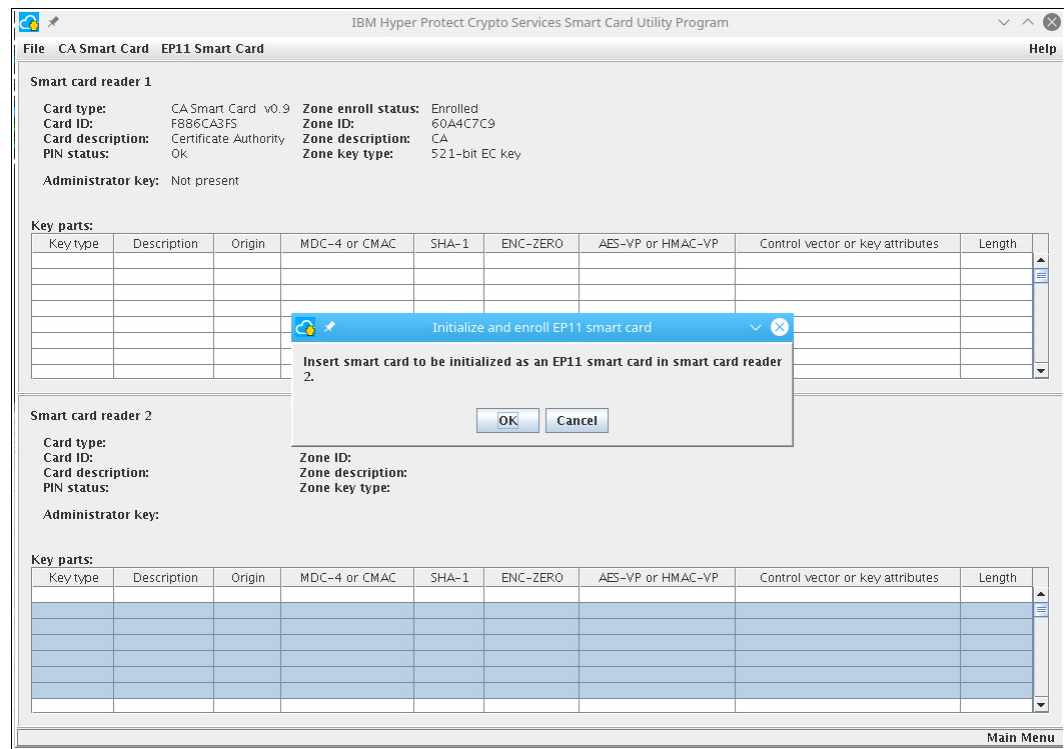 IBM Hyper Protect Crypto Services Smart Card Utility Program
File CA Smart Card EP11 Smart Card Help
Smart card reader 1
Card type: CA Smart Card v0.9 Zone enroll status: Enrolled
Card ID: F886CA3FS Zone ID: 60A4C7C9
Card description: Certificate Authority Zone description: CA
PIN status: Ok Zone key type: 521-bit EC key
Administrator key: Not present
Key parts:
Key type Description Origin MDC-4 or CMAC SHA-1 ENC-ZERO AES-VP or HMAC-VP Control vector or key attributes Length
Initialize and enroll EP11 smart card
Insert smart card to be initialized as an EP11 smart card in smart card reader
2.
OK Cancel
Smart card reader 2
Card type:
Card ID: Zone ID:
Card description: Zone description:
PIN status: Zone key type:
Administrator key:
Key parts:
Key type Description Origin MDC-4 or CMAC SHA-1 ENC-ZERO AES-VP or HMAC-VP Control vector or key attributes Length
Main Menu